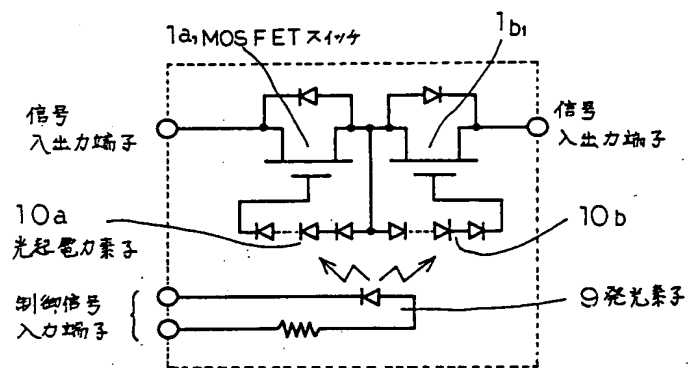 1a₁ MOSFETスイッチ
1b₁
信号
入出力端子
信号
入出力端子
10a
光起電力素子
10b
制御信号
入力端子
9発光素子